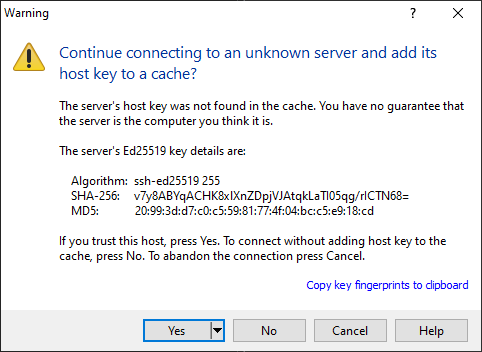 Warning
?
Continue connecting to an unknown server and add its
host key to a cache?
The server's host key was not found in the cache. You have no guarantee that
the server is the computer you think it is.
The server's Ed25519 key details are:
Algorithm: ssh-ed25519 255
SHA-256: v7y8ABYqACHK8xIXnZDpjVJAtqkLaTl05qg/rlCTN68=
MD5: 20:99:3d:d7:c0:c5:59:81:77:4f:04:bc:c5:e9:18:cd
If you trust this host, press Yes. To connect without adding host key to the
cache, press No. To abandon the connection press Cancel.
Copy key fingerprints to clipboard
Yes No Cancel Help